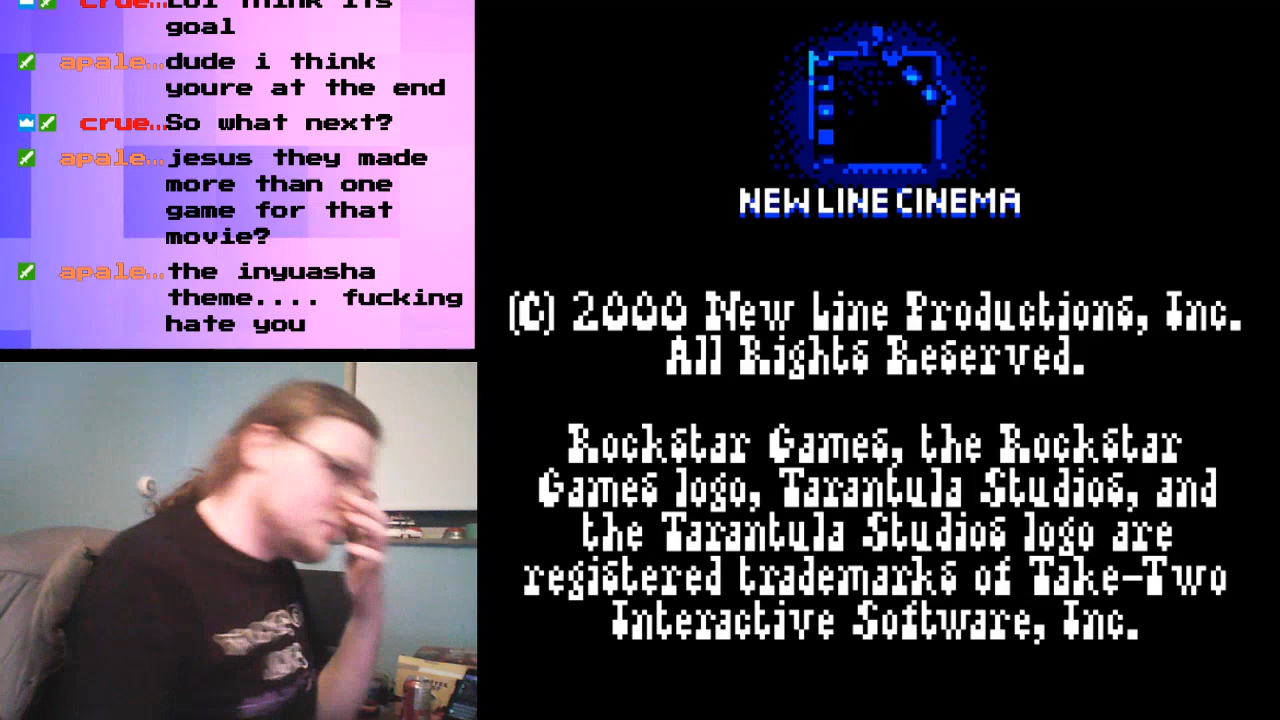 goal
apale...dude i think
youre at the end
crue...So what next?
apale...jesus they made
more than one
game for that
movie?
apale...the inyuasha
theme.... fucking
hate you
NEW LINE CINEMA
(C) 2000 New Line Productions, Inc.
All Rights Reserved.
Rockstar Games, the Rockstar
Games logo, Tarantula Studios, and
the Tarantula Studios logo are
registered trademarks of Take-Two
Interactive Software, Inc.